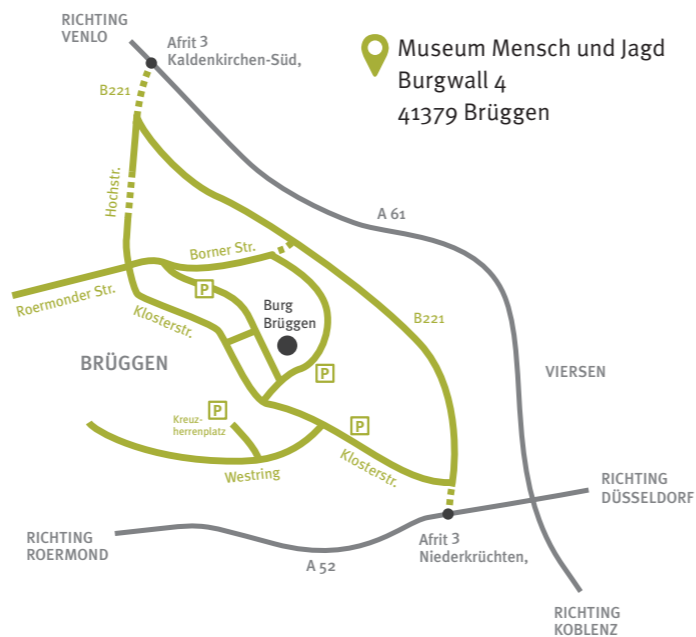 RICHTING
VENLO
Afrit 3
Kaldenkirchen-Süd,
Museum Mensch und Jagd
Burgwall 4
41379 Brüggen
B221
Hochstr.
A 61
Borner Str.
Roermonder Str.
P
Klosterstr.
Burg
Brüggen
B221
BRÜGGEN
P
VIERSEN
P
Kreuz-
herrenplatz
P
Klosterstr.
Westring
RICHTING
DÜSSELDORF
RICHTING
ROERMOND
A 52
Afrit 3
Niederkrüchten,
RICHTING
KOBLENZ